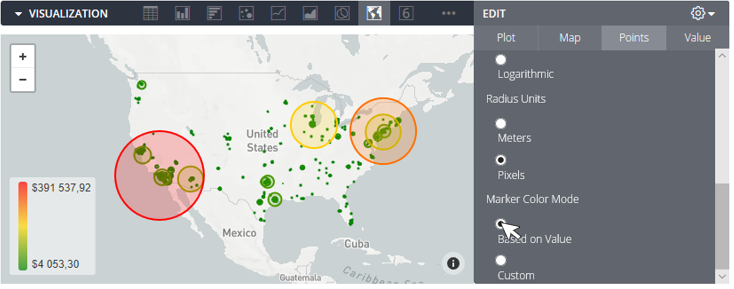 VISUALIZATION
6
EDIT
Plot
Map
Points
Value
+
−
United
States
Mexico
Cuba
Guatemala
Caribbean Sea
$391 537,92
$4 053,30
i
Logarithmic
Radius Units
Meters
Pixels
Marker Color Mode
Based on Value
Custom